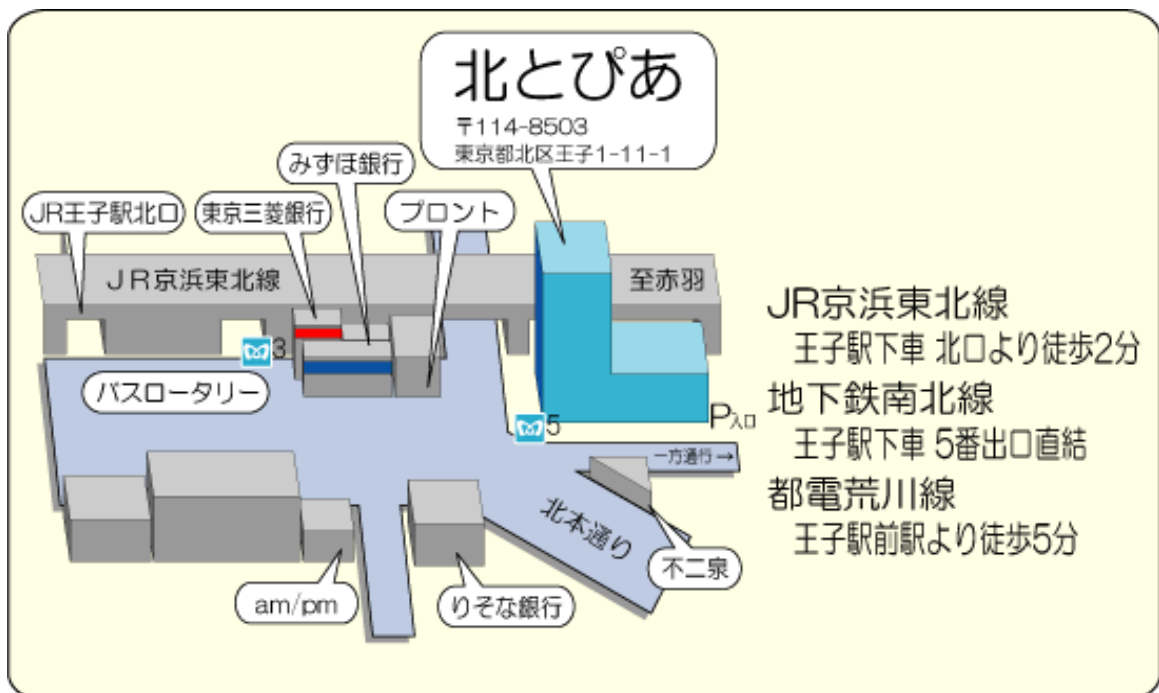 北とぴあ
〒114-8503
東京都北区王子1-11-1
みずほ銀行
JR王子駅北口
東京三菱銀行
プロント
JR京浜東北線
至赤羽
3
バスロータリー
5
P入口
一方通行→
北本通り
不二泉
am/pm
りそな銀行
JR京浜東北線
王子駅下車 北口より徒歩2分
地下鉄南北線
王子駅下車 5番出口直結
都電荒川線
王子駅前駅より徒歩5分